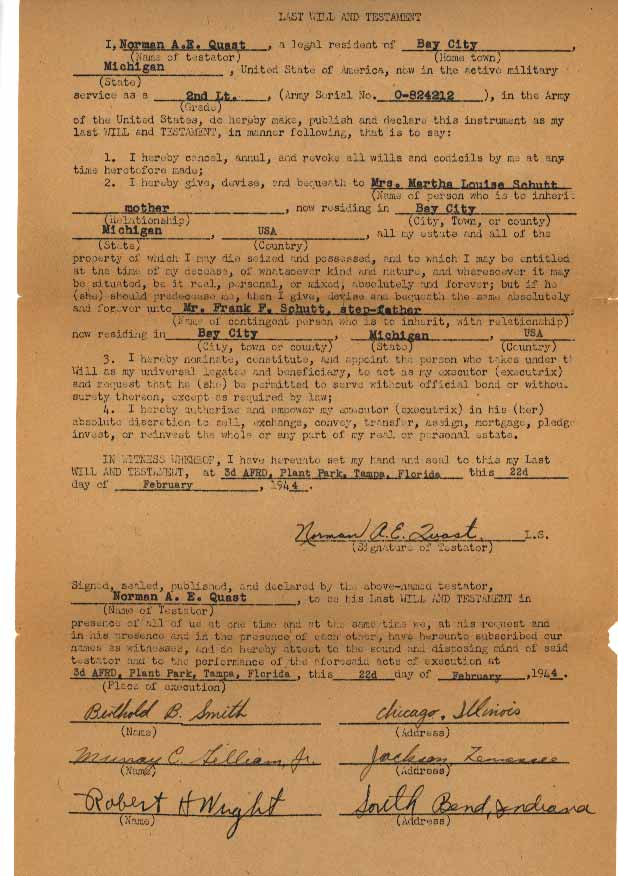 LAST WILL AND TESTAMENT
I, Norman A.E. Quast, a legal resident of Bay City,
(Name of testator) (Home town)
Michigan, United State of America, now in the active military
(State)
service as a 2nd Lt., (Army Serial No. O-824212), in the Army
(Grade)
of the United States, do hereby make, publish and declare this instrument as my
last WILL and TESTAMENT, in manner following, that is to say:
1. I hereby cancel, annul, and revoke all wills and codicils by me at any
time heretofore made;
2. I hereby give, devise, and bequeath to Mrs. Martha Louise Schutt
(Name of person who is to inherit
mother, now residing in Bay City
(Relationship) (City, Town, or county)
Michigan, USA, all my estate and all of the
(State) (Country)
property of which I may die seized and possessed, and to which I may be entitled
at the time of my decease, of whatsoever kind and nature, and wheresoever it may
be situated, be it real, personal, or mixed, absolutely and forever; but if he
(she) should predecease me, then I give, devise and bequeath the same absolutely
and forever unto Mr. Frank F. Schutt, step-father
(Name of contingent person who is to inherit, with relationship)
now residing in Bay City, Michigan, USA
(City, town or county) (State) (Country)
3. I hereby nominate, constitute, and appoint the person who takes under th
Will as my universal legatee and beneficiary, to act as my executor (executrix)
and request that he (she) be permitted to serve without official bond or withou
surety thereon, except as required by law;
4. I hereby authorize and empower my executor (executrix) in his (her)
absolute discretion to sell, exchange, convey, transfer, assign, mortgage, pledge
invest, or reinvest the whole or any part of my real or personal estate.
IN WITNESS WHEREOF, I have hereunto set my hand and seal to this my Last
WILL AND TESTAMENT, at 3d AFRD, Plant Park, Tampa, Florida this 22d
day of February, 1944.
Norman A.E. Quast L.S.
(Signature of Testator)
Signed, sealed, published, and declared by the above-named testator,
Norman A. E. Quast, to be his Last WILL AND TESTAMENT in
(Name of Testator)
presence of all of us at one time and at the same time we, at his request and
in his presence and in the presence of each other, have hereunto subscribed our
names as witnesses, and do hereby attest to the sound and disposing mind of said
testator and to the performance of the aforesaid acts of execution at
3d AFRD, Plant Park, Tampa, Florida, this 22d day of February, 1944.
(Place of execution)
Berthold B. Smith Chicago, Illinois
(Name) (Address)
Murray C. Gilliam, Jr. Jackson, Tennessee
(Name) (Address)
Robert H Wright South Bend, Indiana
(Name) (Address)